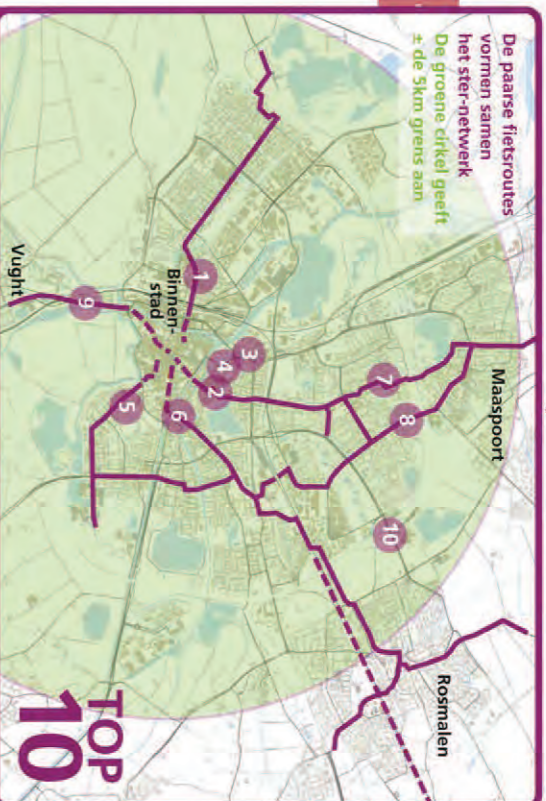 De paarse fietsroutes
vormen samen
het ster-netwerk
De groene cirkel geeft
± de 5km grens aan
Maaspoort
Rosmalen
Binnen-
stad
Vught
1
2
3
4
5
6
7
8
9
10
TOP
10